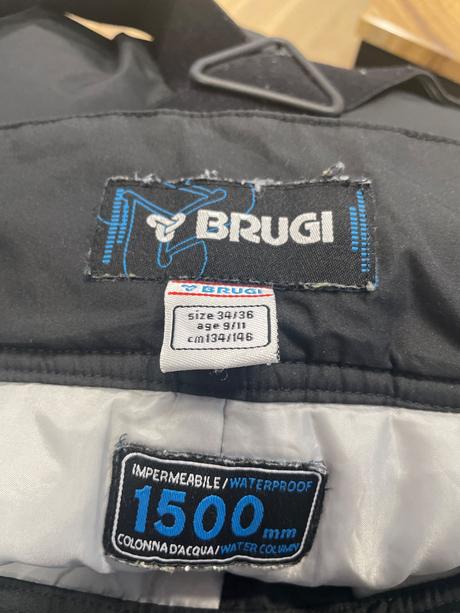 BRUGI
BRUGI
size 34/36
age 9/11
cm134/146
IMPERMEABILE/WATERPROOF
1500mm
COLONNA D'ACQUA/WATER COLUMN